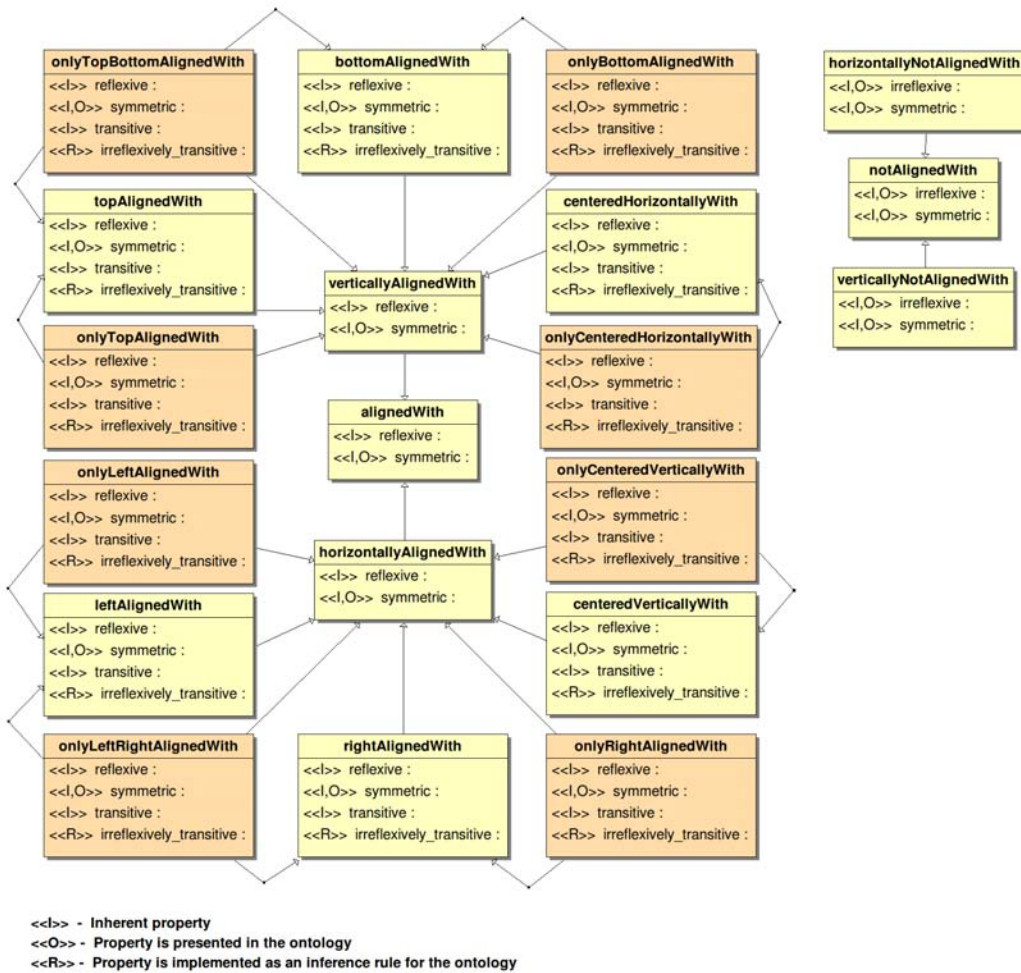 onlyTopBottomAlignedWith
<<I>> reflexive :
<<I,O>> symmetric :
<<I>> transitive :
<<R>> irreflexively_transitive :
bottomAlignedWith
<<I>> reflexive :
<<I,O>> symmetric :
<<I>> transitive :
<<R>> irreflexively_transitive :
onlyBottomAlignedWith
<<I>> reflexive :
<<I,O>> symmetric :
<<I>> transitive :
<<R>> irreflexively_transitive :
horizontallyNotAlignedWith
<<I,O>> irreflexive :
<<I,O>> symmetric :
notAlignedWith
<<I,O>> irreflexive :
<<I,O>> symmetric :
verticallyNotAlignedWith
<<I,O>> irreflexive :
<<I,O>> symmetric :
topAlignedWith
<<I>> reflexive :
<<I,O>> symmetric :
<<I>> transitive :
<<R>> irreflexively_transitive :
verticallyAlignedWith
<<I>> reflexive :
<<I,O>> symmetric :
centeredHorizontallyWith
<<I>> reflexive :
<<I,O>> symmetric :
<<I>> transitive :
<<R>> irreflexively_transitive :
onlyTopAlignedWith
<<I>> reflexive :
<<I,O>> symmetric :
<<I>> transitive :
<<R>> irreflexively_transitive :
alignedWith
<<I>> reflexive :
<<I,O>> symmetric :
onlyCenteredHorizontallyWith
<<I>> reflexive :
<<I,O>> symmetric :
<<I>> transitive :
<<R>> irreflexively_transitive :
onlyLeftAlignedWith
<<I>> reflexive :
<<I,O>> symmetric :
<<I>> transitive :
<<R>> irreflexively_transitive :
horizontallyAlignedWith
<<I>> reflexive :
<<I,O>> symmetric :
onlyCenteredVerticallyWith
<<I>> reflexive :
<<I,O>> symmetric :
<<I>> transitive :
<<R>> irreflexively_transitive :
leftAlignedWith
<<I>> reflexive :
<<I,O>> symmetric :
<<I>> transitive :
<<R>> irreflexively_transitive :
centeredVerticallyWith
<<I>> reflexive :
<<I,O>> symmetric :
<<I>> transitive :
<<R>> irreflexively_transitive :
onlyLeftRightAlignedWith
<<I>> reflexive :
<<I,O>> symmetric :
<<I>> transitive :
<<R>> irreflexively_transitive :
rightAlignedWith
<<I>> reflexive :
<<I,O>> symmetric :
<<I>> transitive :
<<R>> irreflexively_transitive :
onlyRightAlignedWith
<<I>> reflexive :
<<I,O>> symmetric :
<<I>> transitive :
<<R>> irreflexively_transitive :
<<I>> - Inherent property
<<O>> - Property is presented in the ontology
<<R>> - Property is implemented as an inference rule for the ontology